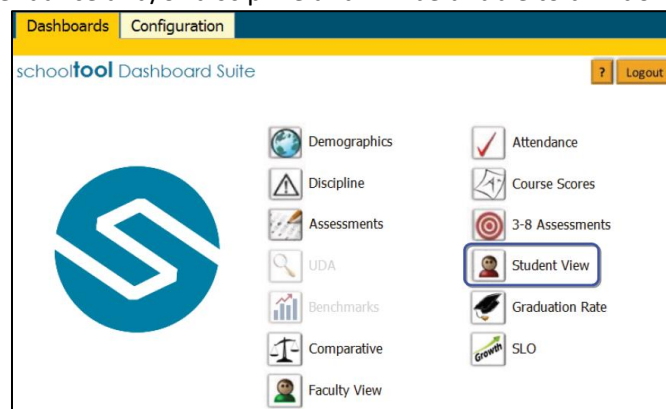 Dashboards Configuration
schooltool Dashboard Suite
? Logout
Demographics
Attendance
Discipline
Course Scores
Assessments
3-8 Assessments
UDA
Student View
Benchmarks
Graduation Rate
Comparative
Growth SLO
Faculty View